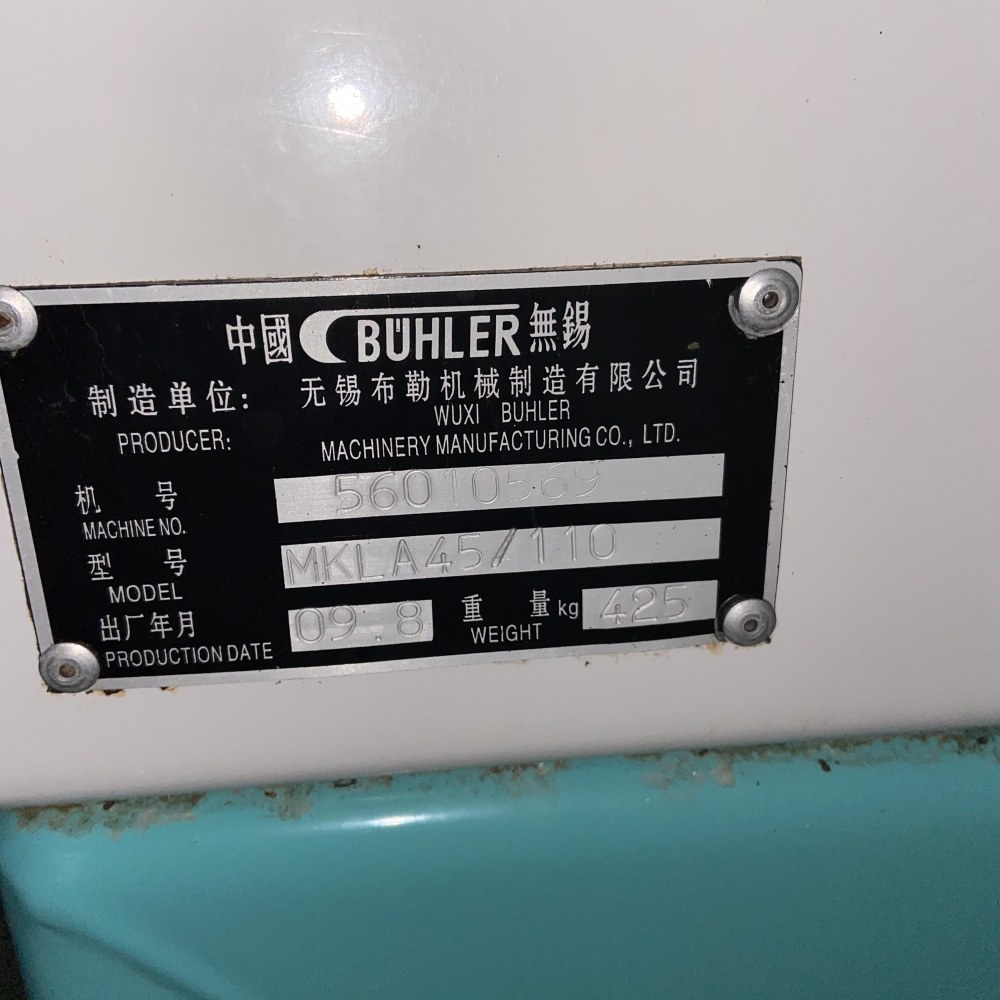 中國 BÜHLER 無錫
制造单位: 无锡布勒机械制造有限公司
PRODUCER: WUXI BUHLER
MACHINERY MANUFACTURING CO., LTD.
机 号 56010569
MACHINE NO.
型 号 MKLA45/110
MODEL
出厂年月 09.8 重 量 kg 425
PRODUCTION DATE WEIGHT